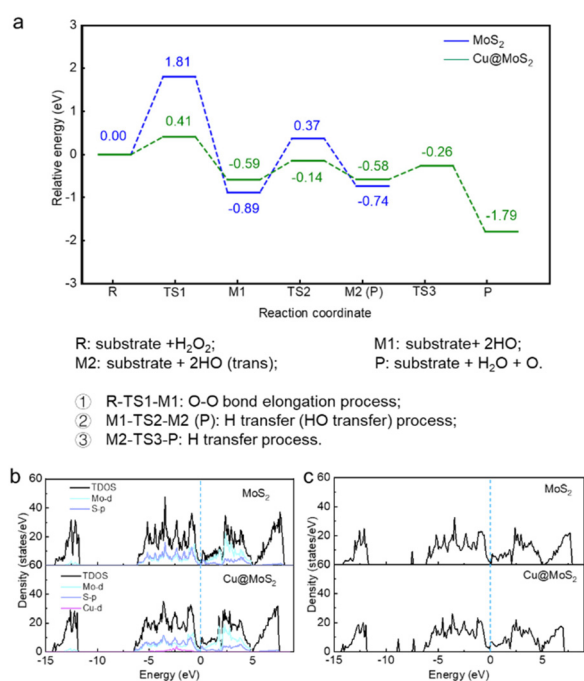 a
MoS2
Cu@MoS2
Relative energy (eV)
3
2
1
0
-1
-2
-3
0.00
1.81
0.41
-0.59
-0.89
0.37
-0.14
-0.58
-0.74
-0.26
-1.79
R TS1 M1 TS2 M2 (P) TS3 P
Reaction coordinate
R: substrate +H2O2; M1: substrate+ 2HO;
M2: substrate + 2HO (trans); P: substrate + H2O + O.
① R-TS1-M1: O-O bond elongation process;
② M1-TS2-M2 (P): H transfer (HO transfer) process;
③ M2-TS3-P: H transfer process.
b
Density (states/eV)
60
40
20
60
40
20
0
TDOS
Mo-d
S-p
MoS2
TDOS
Mo-d
S-p
Cu-d
Cu@MoS2
-15 -10 -5 0 5
Energy (eV)
c
Density (states/eV)
60
40
20
60
40
20
0
MoS2
Cu@MoS2
-15 -10 -5 0 5
Energy (eV)